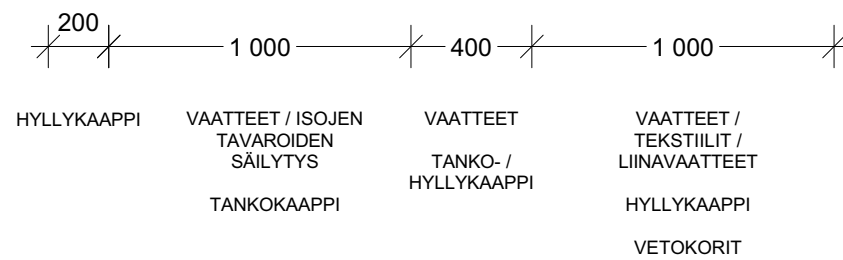 200
1 000
400
1 000
HYLLYKAAPPI
VAATTEET / ISOJEN
TAVAROIDEN
SÄILYTYS
TANKOKAAPPI
VAATTEET
TANKO- /
HYLLYKAAPPI
VAATTEET /
TEKSTIILIT /
LIINAVAATTEET
HYLLYKAAPPI
VETOKORIT